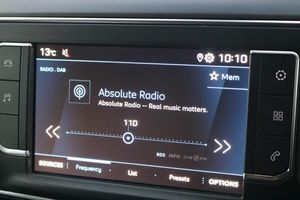 13°C 10:10
RADIO . DAB
Mem
Absolute Radio
Absolute Radio -- Real music matters.
11D
RDS INFO DAB FM
SOURCES Frequency List Presets OPTIONS